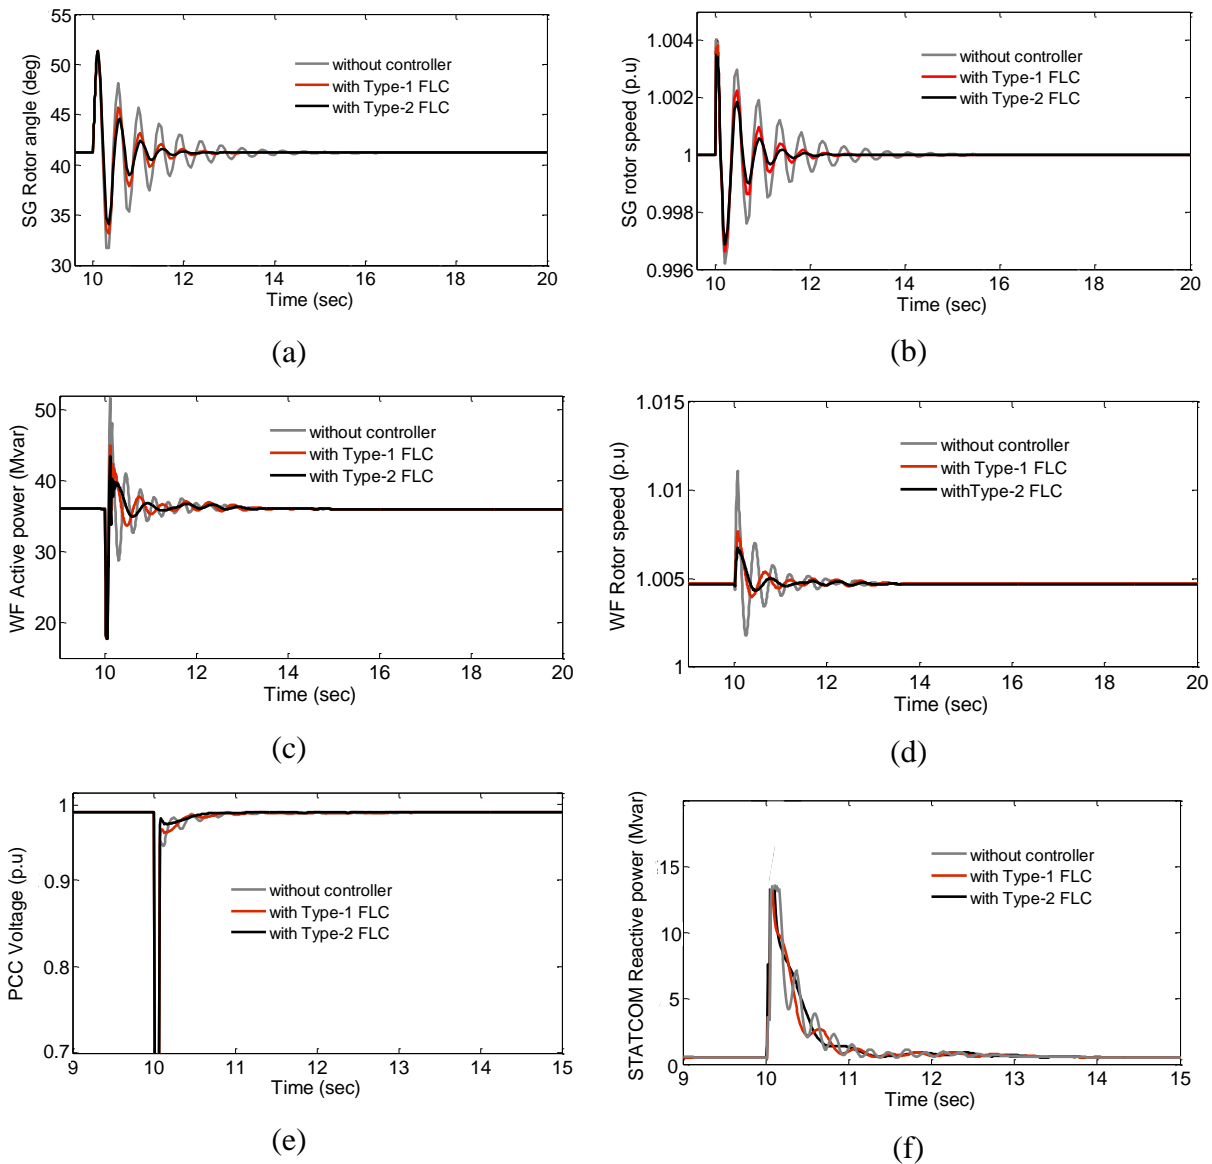 55
50
45
40
35
30
SG Rotor angle (deg)
without controller
with Type-1 FLC
with Type-2 FLC
10 12 14 16 18 20
Time (sec)
(a)
1.004
1.002
1
0.998
0.996
SG rotor speed (p.u)
without controller
with Type-1 FLC
with Type-2 FLC
10 12 14 16 18 20
Time (sec)
(b)
50
40
30
20
WF Active power (Mvar)
without controller
with Type-1 FLC
with Type-2 FLC
10 12 14 16 18 20
Time (sec)
(c)
1.015
1.01
1.005
1
WF Rotor speed (p.u)
without controller
with Type-1 FLC
withType-2 FLC
10 12 14 16 18 20
Time (sec)
(d)
1
0.9
0.8
0.7
PCC Voltage (p.u)
without controller
with Type-1 FLC
with Type-2 FLC
9 10 11 12 13 14 15
Time (sec)
(e)
15
10
5
0
STATCOM Reactive power (Mvar)
without controller
with Type-1 FLC
with Type-2 FLC
9 10 11 12 13 14 15
Time (sec)
(f)